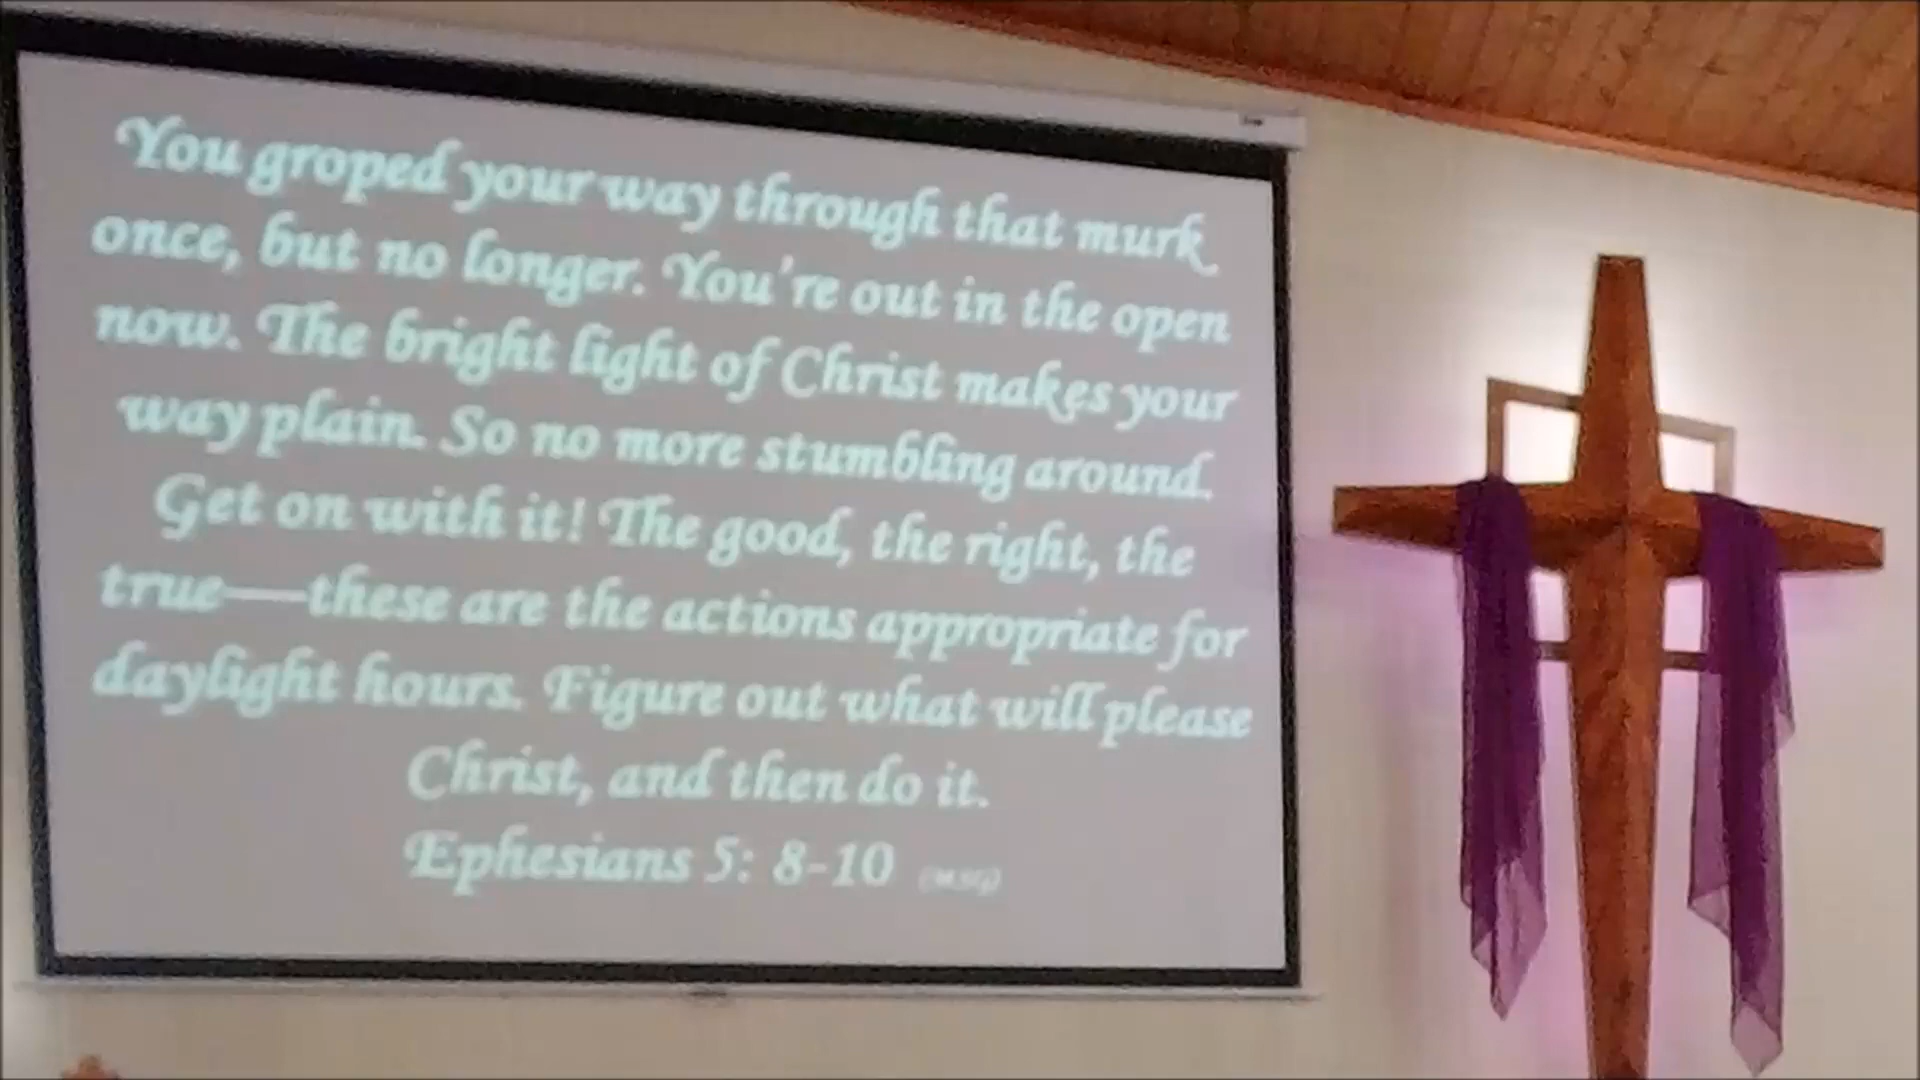 You groped your way through that murk
once, but no longer. You're out in the open
now. The bright light of Christ makes your
way plain. So no more stumbling around.
Get on with it! The good, the right, the
true—these are the actions appropriate for
daylight hours. Figure out what will please
Christ, and then do it.
Ephesians 5: 8-10 (MSG)